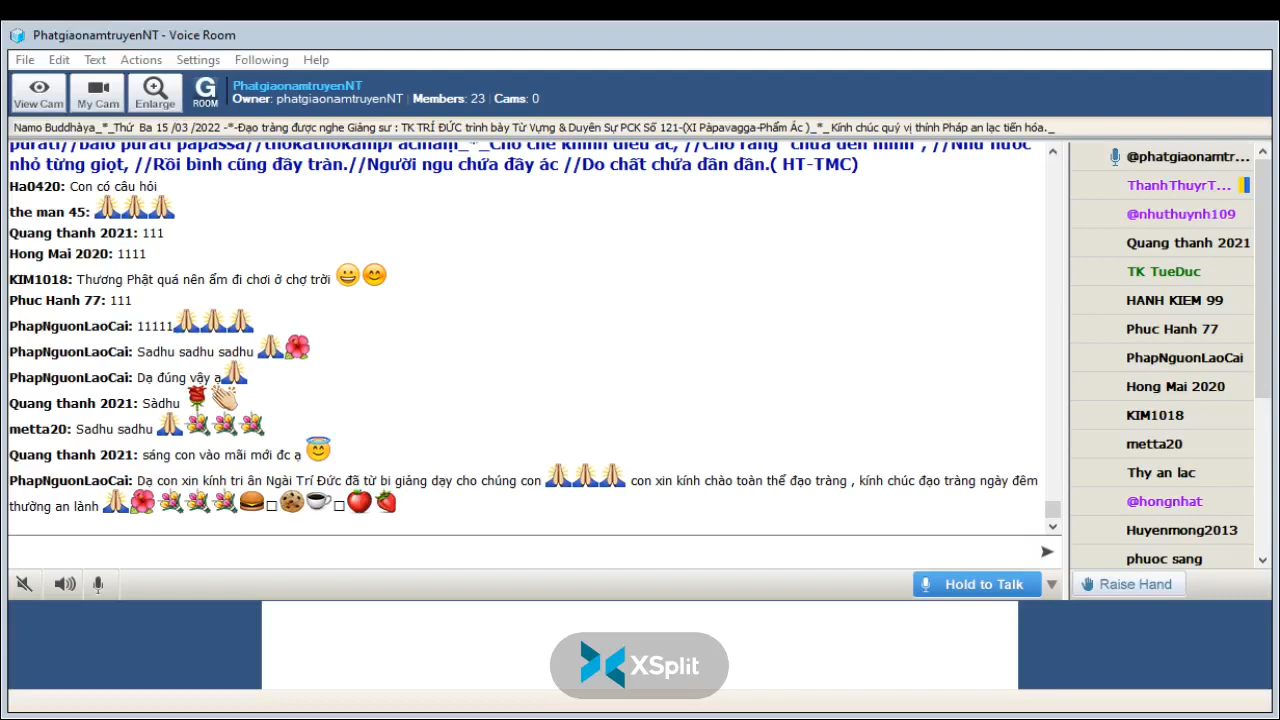 PhatgiaonamtruyenNT - Voice Room
File Edit Text Actions Settings Following Help
View Cam My Cam Enlarge G ROOM
PhatgiaonamtruyenNT
Owner: phatgiaonamtruyenNT | Members: 23 | Cams: 0
Namo Buddhàya_*_Thứ Ba 15 /03 /2022 -*-Đạo tràng được nghe Giảng sư : TK TRÍ ĐỨC trình bày Từ Vựng & Duyên Sự PCK Số 121-(XI Pàpavagga-Phẩm Ác )_*_ Kính chúc quý vị thính Pháp an lạc tiến hóa._
nhỏ từng giọt, //Rồi bình cũng đầy tràn.//Người ngu chứa đầy ác //Do chất chứa dần dần.( HT-TMC)
Ha0420: Con có câu hỏi
the man 45: 🙏🙏🙏
Quang thanh 2021: 111
Hong Mai 2020: 1111
KIM1018: Thương Phật quá nên ẩm đi chơi ở chợ trời 😀😊
Phuc Hanh 77: 111
PhapNguonLaoCai: 11111🙏🙏🙏
PhapNguonLaoCai: Sadhu sadhu sadhu 🙏🌺
PhapNguonLaoCai: Dạ đúng vậy ạ🙏
Quang thanh 2021: Sàdhu 🌹👏
metta20: Sadhu sadhu 🙏💐💐💐
Quang thanh 2021: sáng con vào mãi mới đc ạ 😇
PhapNguonLaoCai: Dạ con xin kính tri ân Ngài Trí Đức đã từ bi giảng dạy cho chúng con 🙏🙏🙏 con xin kính chào toàn thể đạo tràng , kính chúc đạo tràng ngày đêm
thường an lành 🙏🌺💐💐💐🍔□🍪☕□🍎🍓
Hold to Talk
@phatgiaonamtr...
ThanhThuyrT...
@nhuthuynh109
Quang thanh 2021
TK TueDuc
HANH KIEM 99
Phuc Hanh 77
PhapNguonLaoCai
Hong Mai 2020
KIM1018
metta20
Thy an lac
@hongnhat
Huyenmong2013
phuoc sang
Raise Hand
XSplit